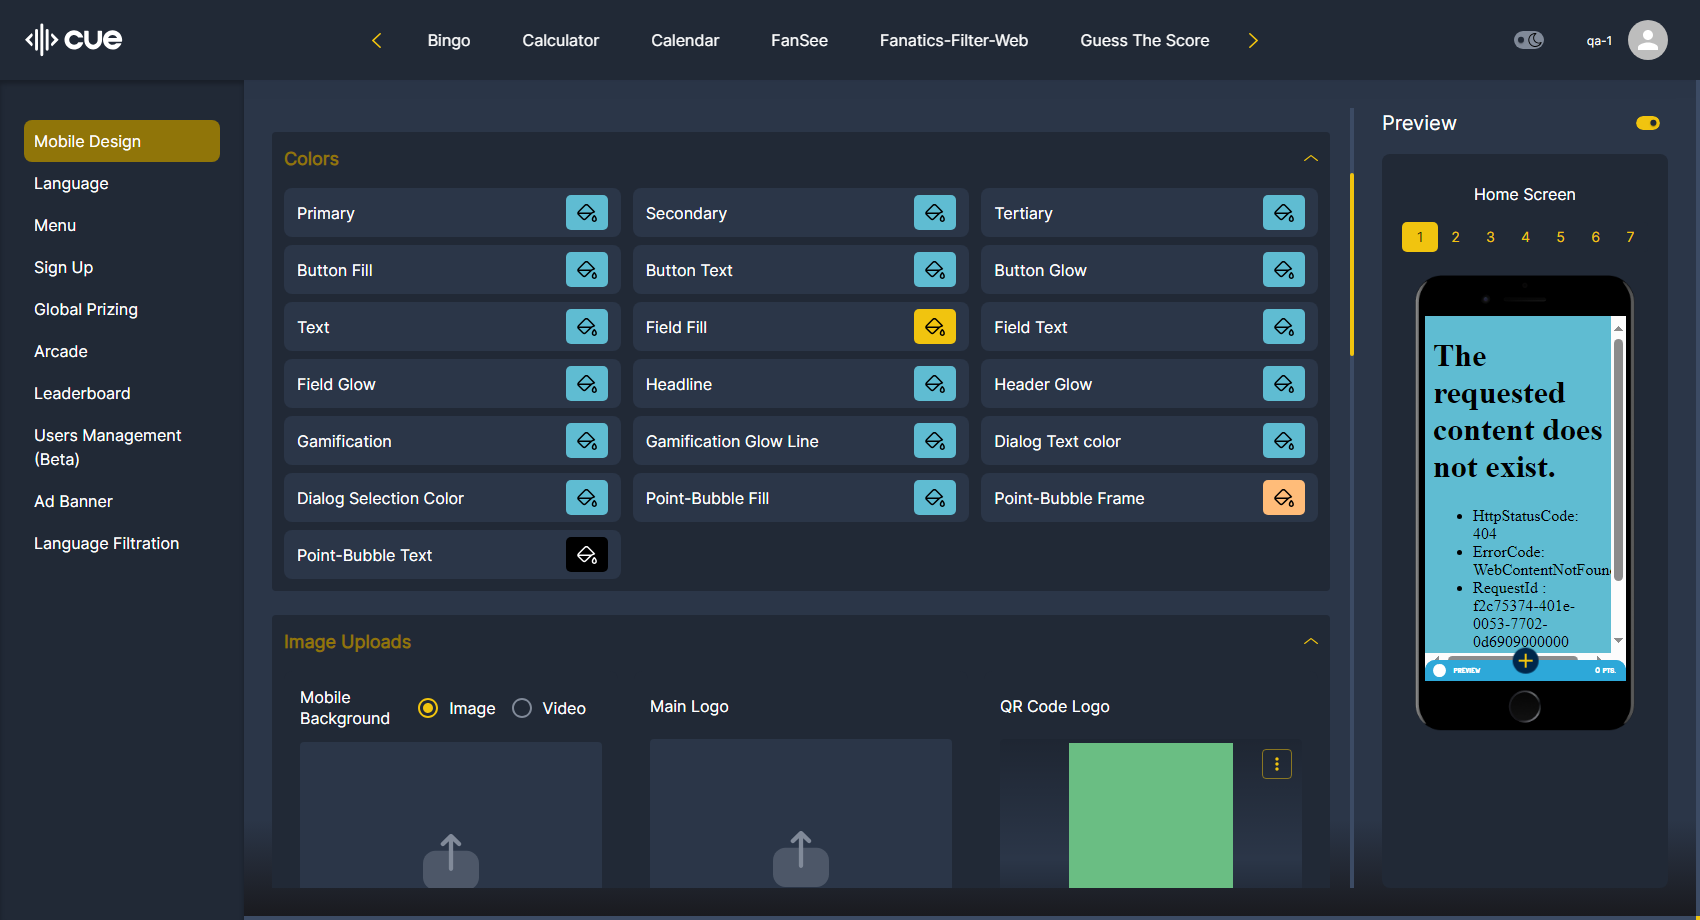 cue
Bingo
Calculator
Calendar
FanSee
Fanatics-Filter-Web
Guess The Score
qa-1
Mobile Design
Language
Menu
Sign Up
Global Prizing
Arcade
Leaderboard
Users Management
(Beta)
Ad Banner
Language Filtration
Colors
Primary
Secondary
Tertiary
Button Fill
Button Text
Button Glow
Text
Field Fill
Field Text
Field Glow
Headline
Header Glow
Gamification
Gamification Glow Line
Dialog Text color
Dialog Selection Color
Point-Bubble Fill
Point-Bubble Frame
Point-Bubble Text
Image Uploads
Mobile
Background
Image
Video
Main Logo
QR Code Logo
Preview
Home Screen
1 2 3 4 5 6 7
The
requested
content does
not exist.
HttpStatusCode:
404
ErrorCode:
WebContentNotFoun
RequestId :
f2c75374-401e-
0053-7702-
0d6909000000
PREVIEW
0 PTS.